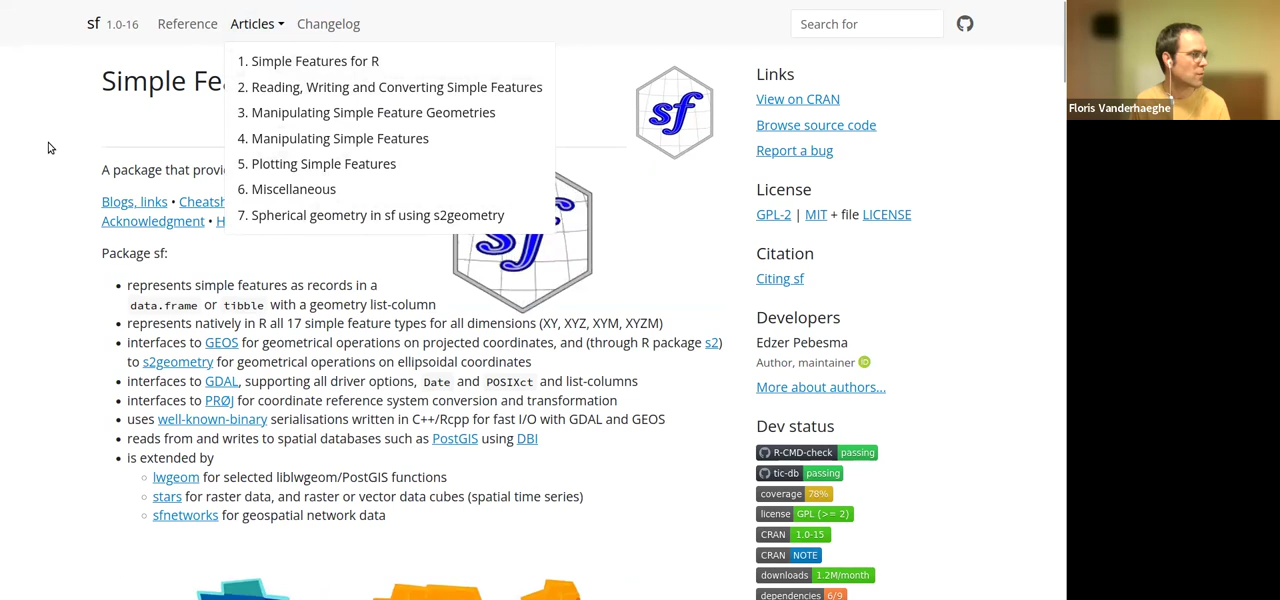 sf 1.0-16 Reference Articles Changelog Search for
1. Simple Features for R
2. Reading, Writing and Converting Simple Features
3. Manipulating Simple Feature Geometries
4. Manipulating Simple Features
5. Plotting Simple Features
6. Miscellaneous
7. Spherical geometry in sf using s2geometry
Simple Fe
sf
A package that provi
Blogs, links • Cheatsh
Acknowledgment • H
sf
Package sf:
represents simple features as records in a
data.frame or tibble with a geometry list-column
represents natively in R all 17 simple feature types for all dimensions (XY, XYZ, XYM, XYZM)
interfaces to GEOS for geometrical operations on projected coordinates, and (through R package s2)
to s2geometry for geometrical operations on ellipsoidal coordinates
interfaces to GDAL, supporting all driver options, Date and POSIXct and list-columns
interfaces to PRØJ for coordinate reference system conversion and transformation
uses well-known-binary serialisations written in C++/Rcpp for fast I/O with GDAL and GEOS
reads from and writes to spatial databases such as PostGIS using DBI
is extended by
lwgeom for selected liblwgeom/PostGIS functions
stars for raster data, and raster or vector data cubes (spatial time series)
sfnetworks for geospatial network data
Links
View on CRAN
Browse source code
Report a bug
License
GPL-2 | MIT + file LICENSE
Citation
Citing sf
Developers
Edzer Pebesma
Author, maintainer iD
More about authors...
Dev status
R-CMD-check passing
tic-db passing
coverage 78%
license GPL (>= 2)
CRAN 1.0-15
CRAN NOTE
downloads 1.2M/month
dependencies 6/9
Floris Vanderhaeghe